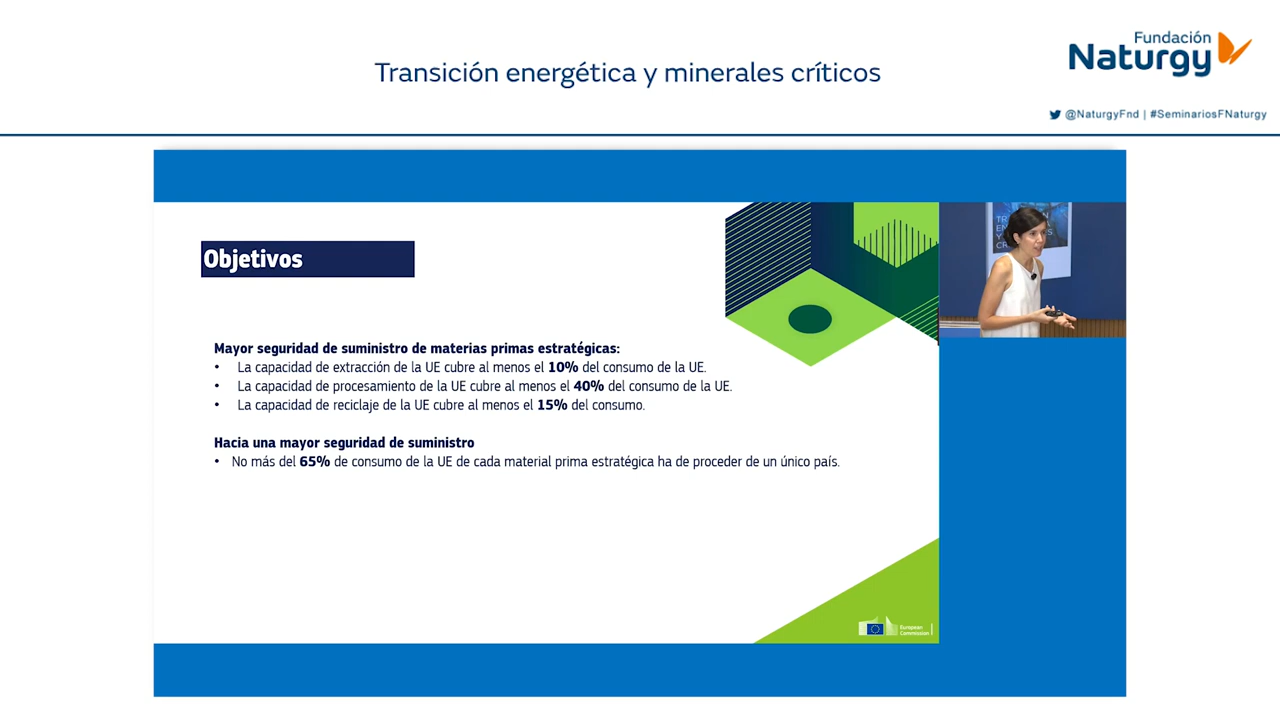 Transición energética y minerales críticos
Fundación
Naturgy
@NaturgyFnd | #SeminariosFNaturgy
Objetivos
Mayor seguridad de suministro de materias primas estratégicas:
• La capacidad de extracción de la UE cubre al menos el 10% del consumo de la UE.
• La capacidad de procesamiento de la UE cubre al menos el 40% del consumo de la UE.
• La capacidad de reciclaje de la UE cubre al menos el 15% del consumo.
Hacia una mayor seguridad de suministro
• No más del 65% de consumo de la UE de cada material prima estratégica ha de proceder de un único país.
European
Commission